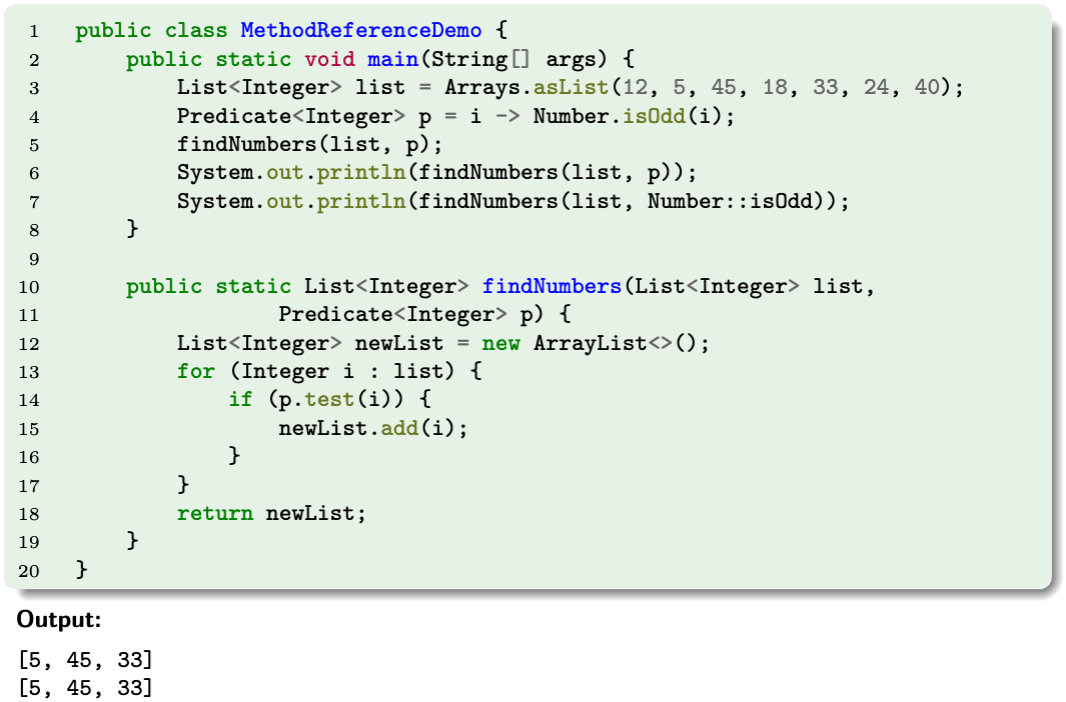 1 public class MethodReferenceDemo {
2     public static void main(String[] args) {
3         List<Integer> list = Arrays.asList(12, 5, 45, 18, 33, 24, 40);
4         Predicate<Integer> p = i -> Number.isOdd(i);
5         findNumbers(list, p);
6         System.out.println(findNumbers(list, p));
7         System.out.println(findNumbers(list, Number::isOdd));
8     }
9
10     public static List<Integer> findNumbers(List<Integer> list,
11                 Predicate<Integer> p) {
12         List<Integer> newList = new ArrayList<>();
13         for (Integer i : list) {
14             if (p.test(i)) {
15                 newList.add(i);
16             }
17         }
18         return newList;
19     }
20 }
Output:
[5, 45, 33]
[5, 45, 33]